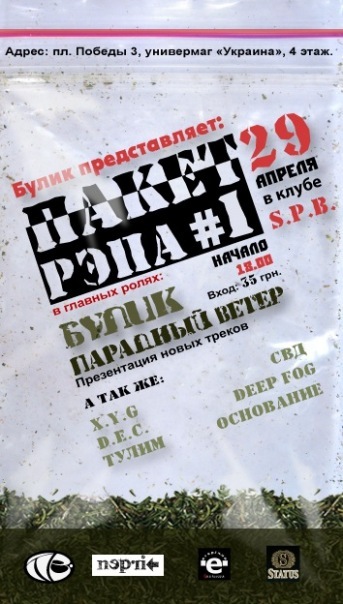 Адрес: пл. Победы 3, универмаг «Украина», 4 этаж.
Булик представляет:
ПАКЕТ
РЭПА #1
29
АПРЕЛЯ
в клубе
S.P.B.
НАЧАЛО
18.00
Вход- 35 грн.
в главных ролях:
БУЛИК
ПАРАДНЫЙ ВЕТЕР
Презентация новых треков
А ТАК ЖЕ:
X.Y.G
D.E.C.
ТУЛИМ
СВД
DEEP FOG
ОСНОВАНИЕ
пэрті
e
STATUS